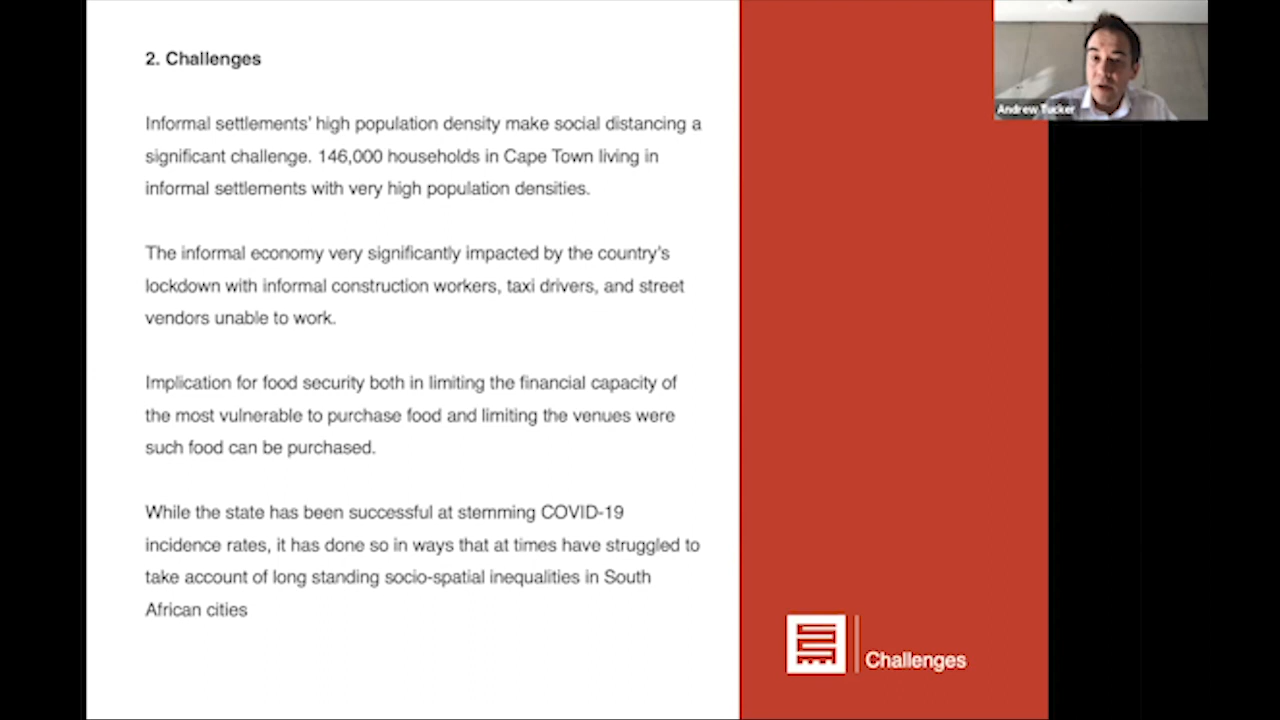 2. Challenges
Informal settlements' high population density make social distancing a
significant challenge. 146,000 households in Cape Town living in
informal settlements with very high population densities.
The informal economy very significantly impacted by the country's
lockdown with informal construction workers, taxi drivers, and street
vendors unable to work.
Implication for food security both in limiting the financial capacity of
the most vulnerable to purchase food and limiting the venues were
such food can be purchased.
While the state has been successful at stemming COVID-19
incidence rates, it has done so in ways that at times have struggled to
take account of long standing socio-spatial inequalities in South
African cities
Andrew Tucker
Challenges